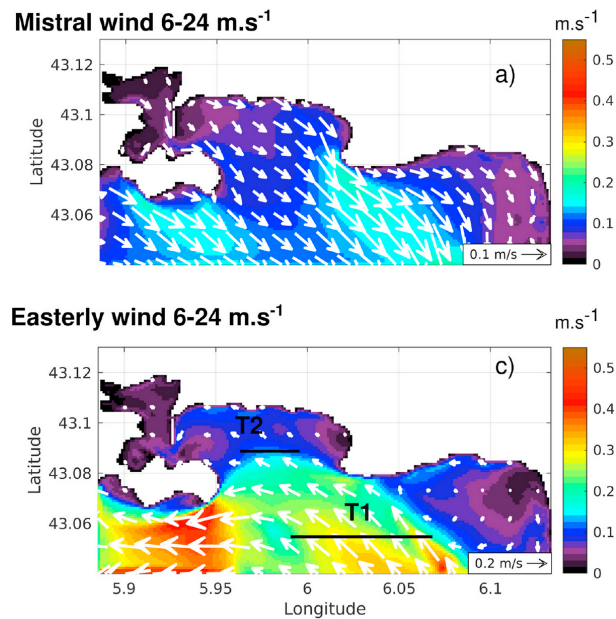 Mistral wind 6-24 m.s-1
m.s-1
a)
43.12
43.1
43.08
43.06
Latitude
0.1 m/s
0.5
0.4
0.3
0.2
0.1
0
Easterly wind 6-24 m.s-1
m.s-1
c)
43.12
43.1
43.08
43.06
Latitude
T2
T1
0.2 m/s
0.5
0.4
0.3
0.2
0.1
0
5.9
5.95
6
6.05
6.1
Longitude